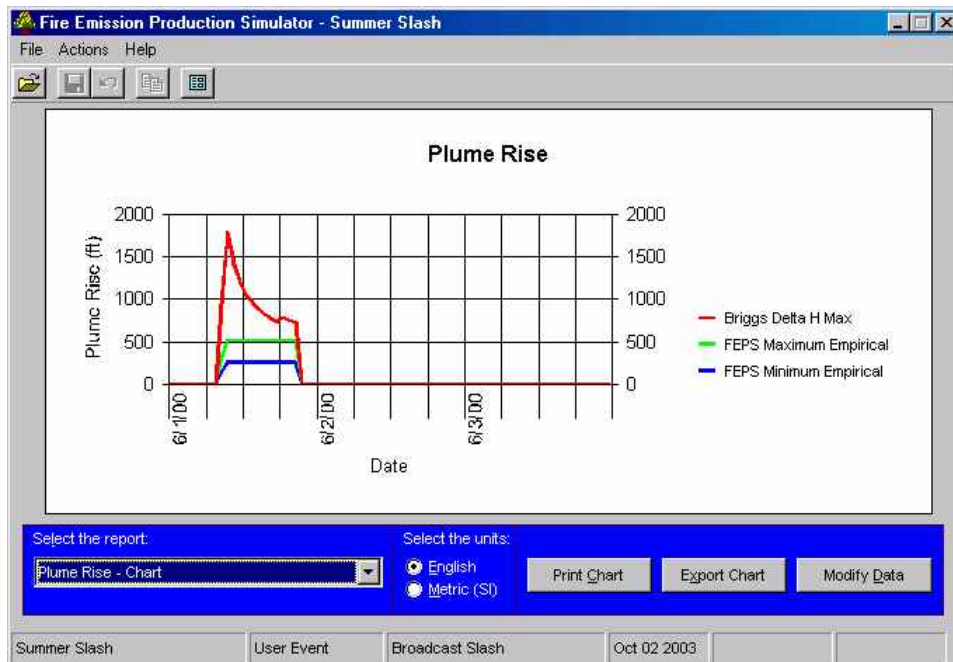 Fire Emission Production Simulator - Summer Slash
File Actions Help
Plume Rise
Plume Rise (ft)
2000
1500
1000
500
0
2000
1500
1000
500
0
6/1/00
6/2/00
6/3/00
Date
Briggs Delta H Max
FEPS Maximum Empirical
FEPS Minimum Empirical
Select the report:
Plume Rise - Chart
Select the units:
English
Metric (SI)
Print Chart
Export Chart
Modify Data
Summer Slash
User Event
Broadcast Slash
Oct 02 2003